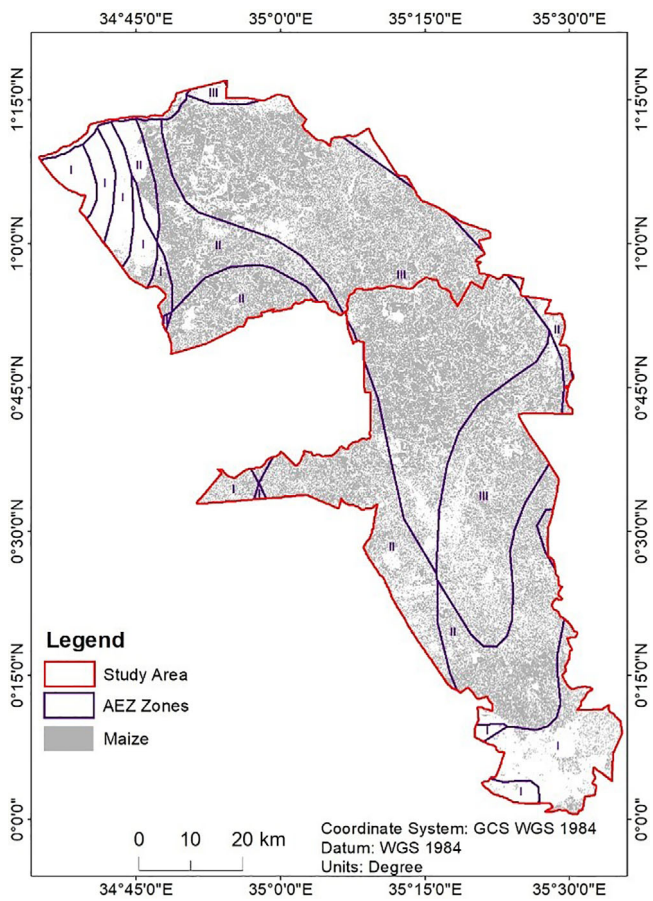 34°45'0"E 35°0'0"E 35°15'0"E 35°30'0"E
1°15'0"N 1°15'0"N
III
I I I II I I
II
1°0'0"N 1°0'0"N
III
II
II
0°45'0"N 0°45'0"N
I
III
0°30'0"N 0°30'0"N
II
II
Legend
Study Area
AEZ Zones
Maize
0°15'0"N 0°15'0"N
I
I
I
0°0'0" 0°0'0"
0 10 20 km
Coordinate System: GCS WGS 1984
Datum: WGS 1984
Units: Degree
34°45'0"E 35°0'0"E 35°15'0"E 35°30'0"E